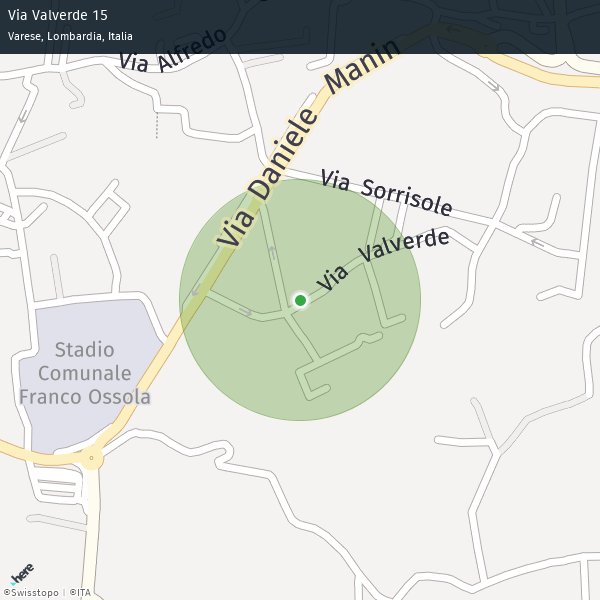 Via Valverde 15
Varese, Lombardia, Italia
Via Alfredo
Via Daniele Manin
Via Sorrisole
Via Valverde
Stadio
Comunale
Franco Ossola
here
©Swisstopo | ©ITA